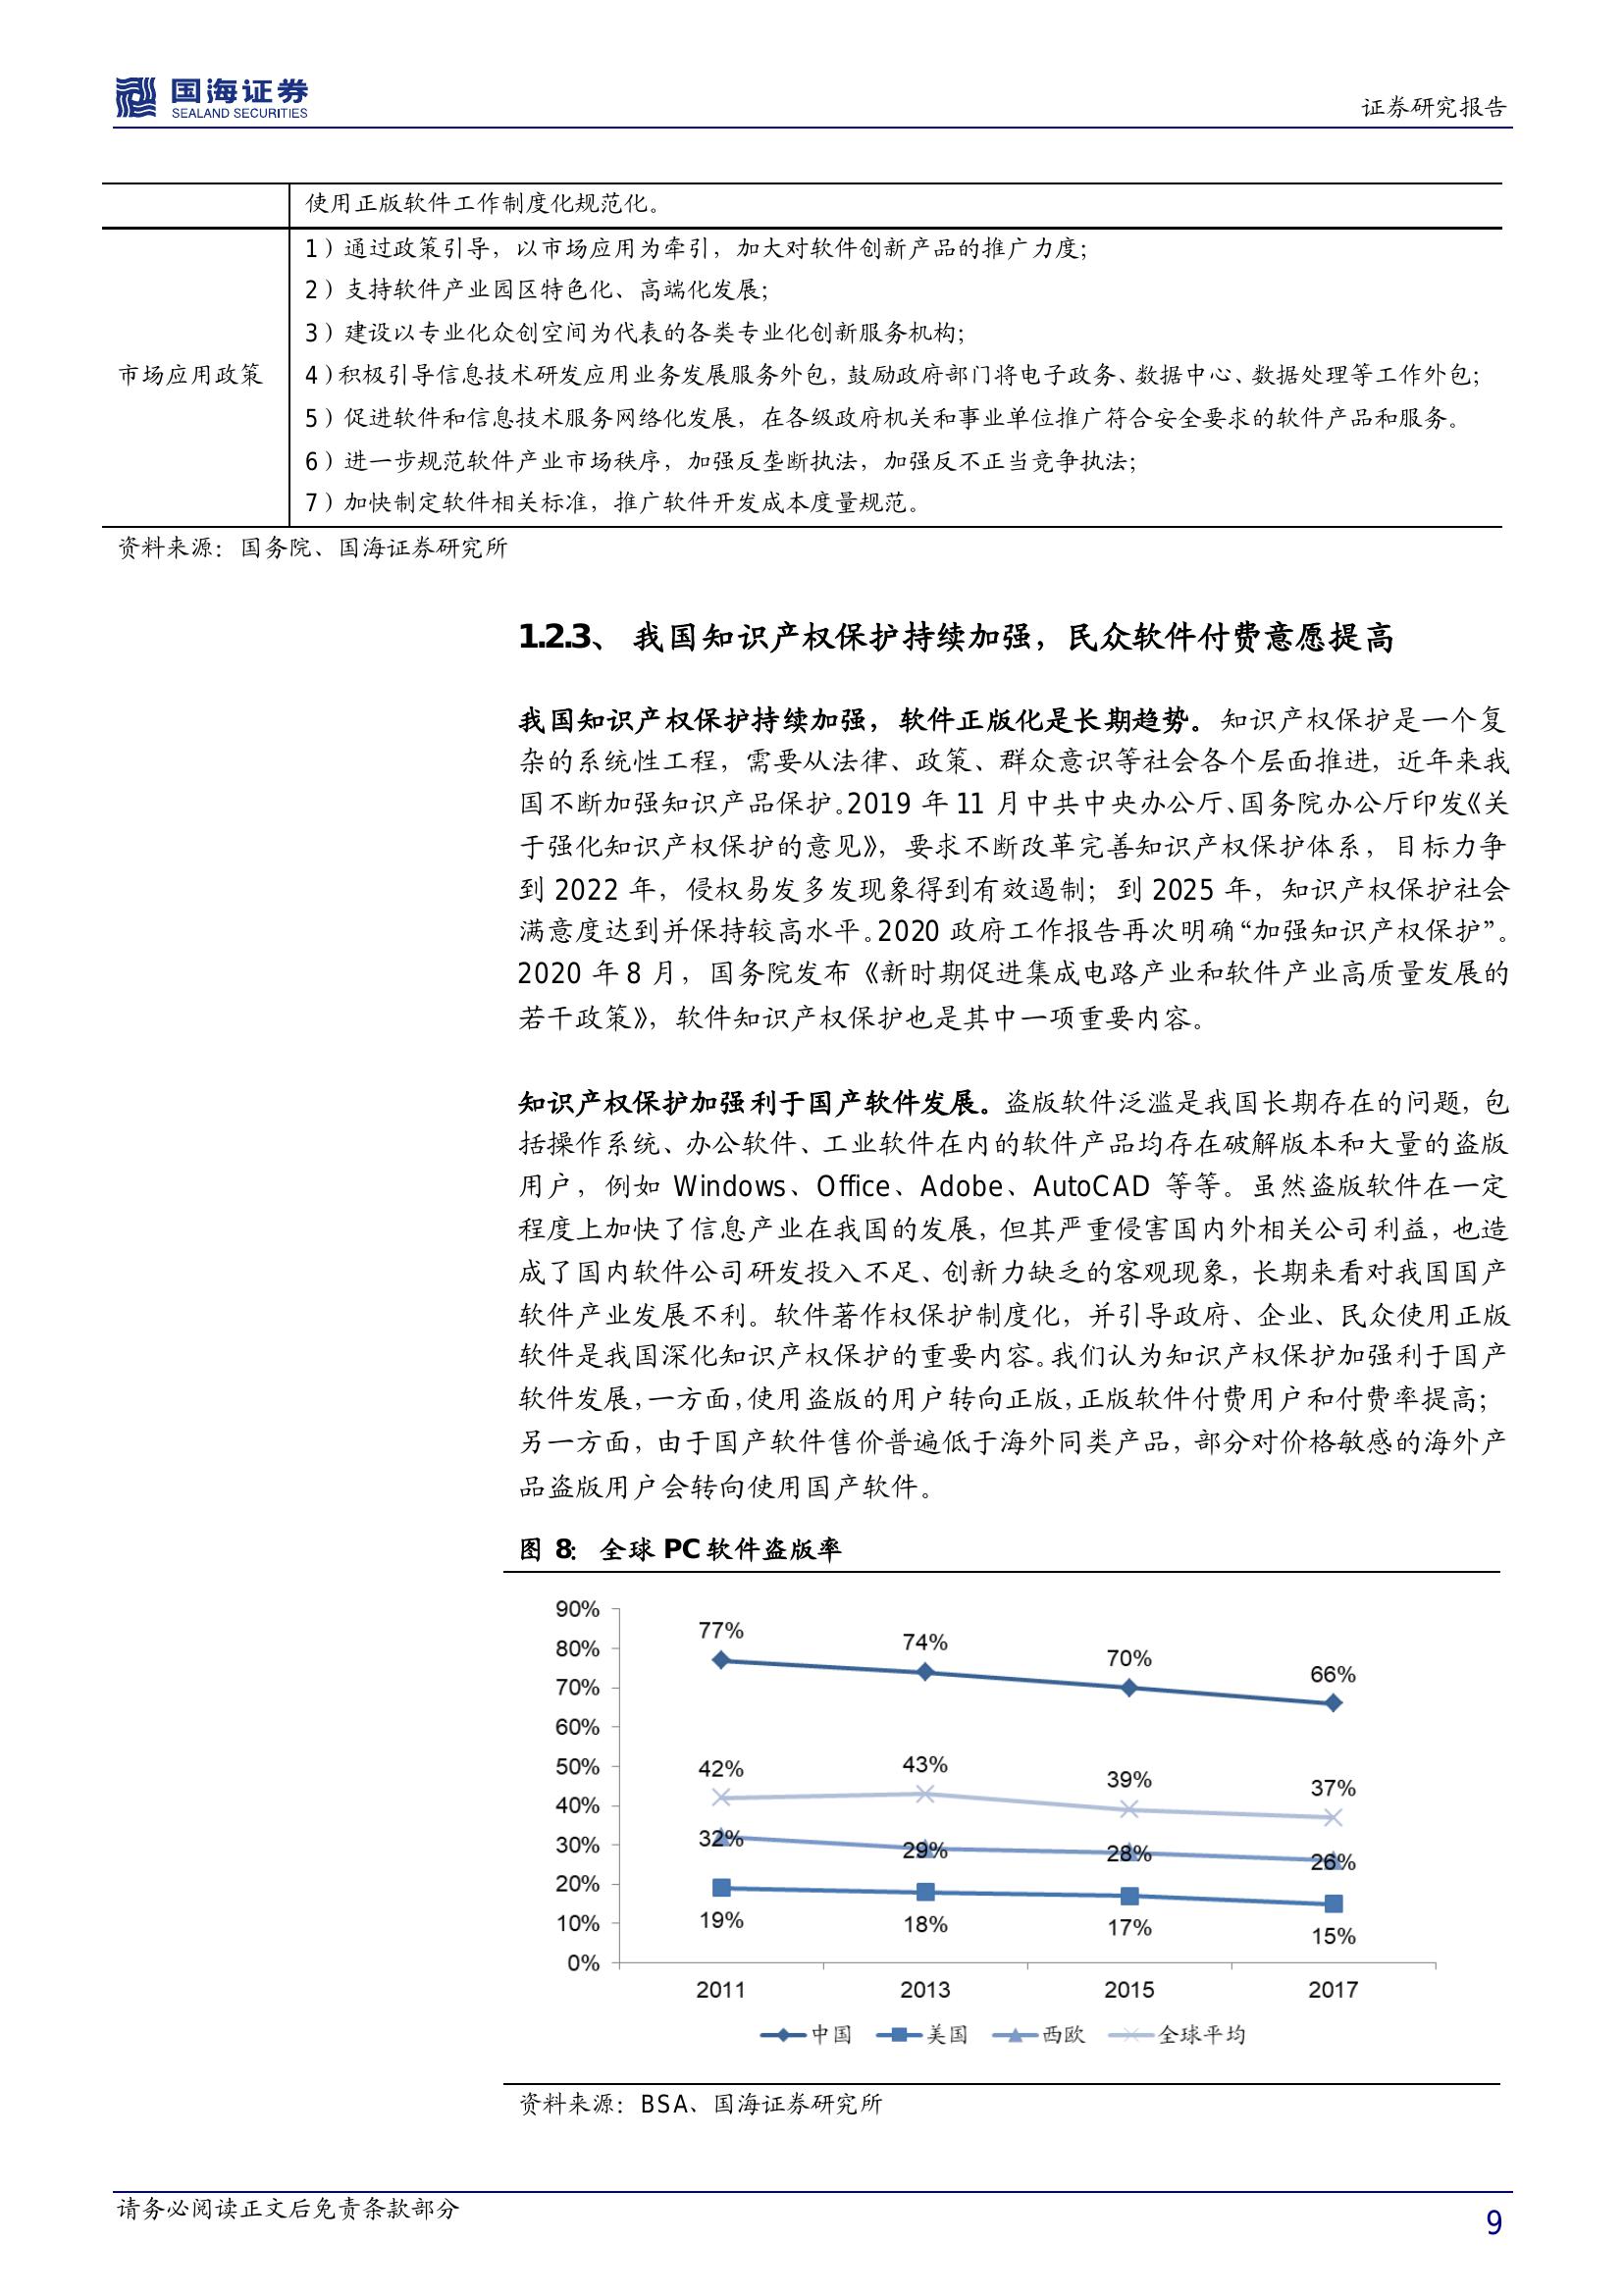 国海证券
SEALAND SECURITIES
证券研究报告
使用正版软件工作制度化规范化。
市场应用政策
1）通过政策引导，以市场应用为牵引，加大对软件创新产品的推广力度；
2）支持软件产业园区特色化、高端化发展；
3）建设以专业化众创空间为代表的各类专业化创新服务机构；
4）积极引导信息技术研发应用业务发展服务外包，鼓励政府部门将电子政务、数据中心、数据处理等工作外包；
5）促进软件和信息技术服务网络化发展，在各级政府机关和事业单位推广符合安全要求的软件产品和服务。
6）进一步规范软件产业市场秩序，加强反垄断执法，加强反不正当竞争执法；
7）加快制定软件相关标准，推广软件开发成本度量规范。
资料来源：国务院、国海证券研究所
1.2.3、 我国知识产权保护持续加强，民众软件付费意愿提高
我国知识产权保护持续加强，软件正版化是长期趋势。知识产权保护是一个复
杂的系统性工程，需要从法律、政策、群众意识等社会各个层面推进，近年来我
国不断加强知识产品保护。2019 年 11 月中共中央办公厅、国务院办公厅印发《关
于强化知识产权保护的意见》，要求不断改革完善知识产权保护体系，目标力争
到 2022 年，侵权易发多发现象得到有效遏制；到 2025 年，知识产权保护社会
满意度达到并保持较高水平。2020 政府工作报告再次明确“加强知识产权保护”。
2020 年 8 月，国务院发布《新时期促进集成电路产业和软件产业高质量发展的
若干政策》，软件知识产权保护也是其中一项重要内容。
知识产权保护加强利于国产软件发展。盗版软件泛滥是我国长期存在的问题，包
括操作系统、办公软件、工业软件在内的软件产品均存在破解版本和大量的盗版
用户，例如 Windows、Office、Adobe、AutoCAD 等等。虽然盗版软件在一定
程度上加快了信息产业在我国的发展，但其严重侵害国内外相关公司利益，也造
成了国内软件公司研发投入不足、创新力缺乏的客观现象，长期来看对我国国产
软件产业发展不利。软件著作权保护制度化，并引导政府、企业、民众使用正版
软件是我国深化知识产权保护的重要内容。我们认为知识产权保护加强利于国产
软件发展，一方面，使用盗版的用户转向正版，正版软件付费用户和付费率提高；
另一方面，由于国产软件售价普遍低于海外同类产品，部分对价格敏感的海外产
品盗版用户会转向使用国产软件。
图 8：全球 PC 软件盗版率
90%
80%
70%
60%
50%
40%
30%
20%
10%
0%
77% 74% 70% 66%
42% 43% 39% 37%
32% 29% 28% 26%
19% 18% 17% 15%
2011 2013 2015 2017
中国 美国 西欧 全球平均
资料来源：BSA、国海证券研究所
请务必阅读正文后免责条款部分
9